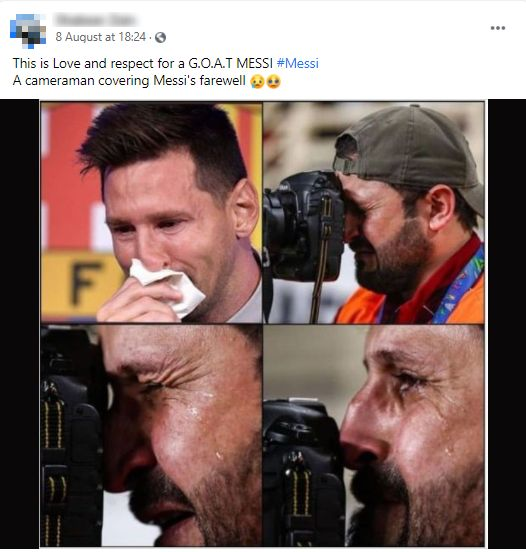 8 August at 18:24 ·
This is Love and respect for a G.O.A.T MESSI #Messi
A cameraman covering Messi's farewell 😥🥹
F